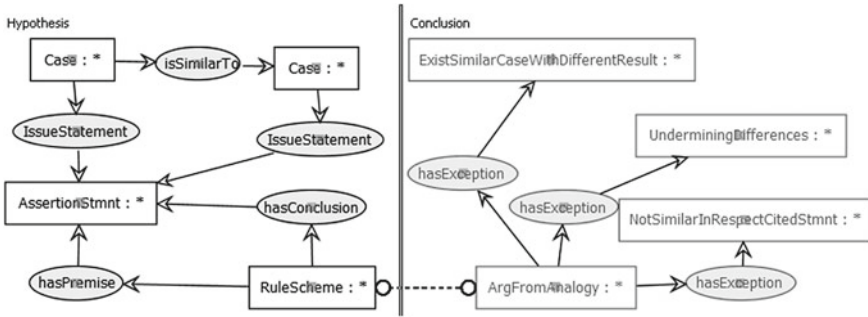 Hypothesis
Case : *
isSimilarTo
Case : *
IssueStatement
IssueStatement
AssertionStmnt : *
hasConclusion
hasPremise
RuleScheme : *
Conclusion
ExistSimilarCaseWithDifferentResult : *
UnderminingDifferences : *
hasException
hasException
NotSimilarInRespectCitedStmnt : *
ArgFromAnalogy : *
hasException